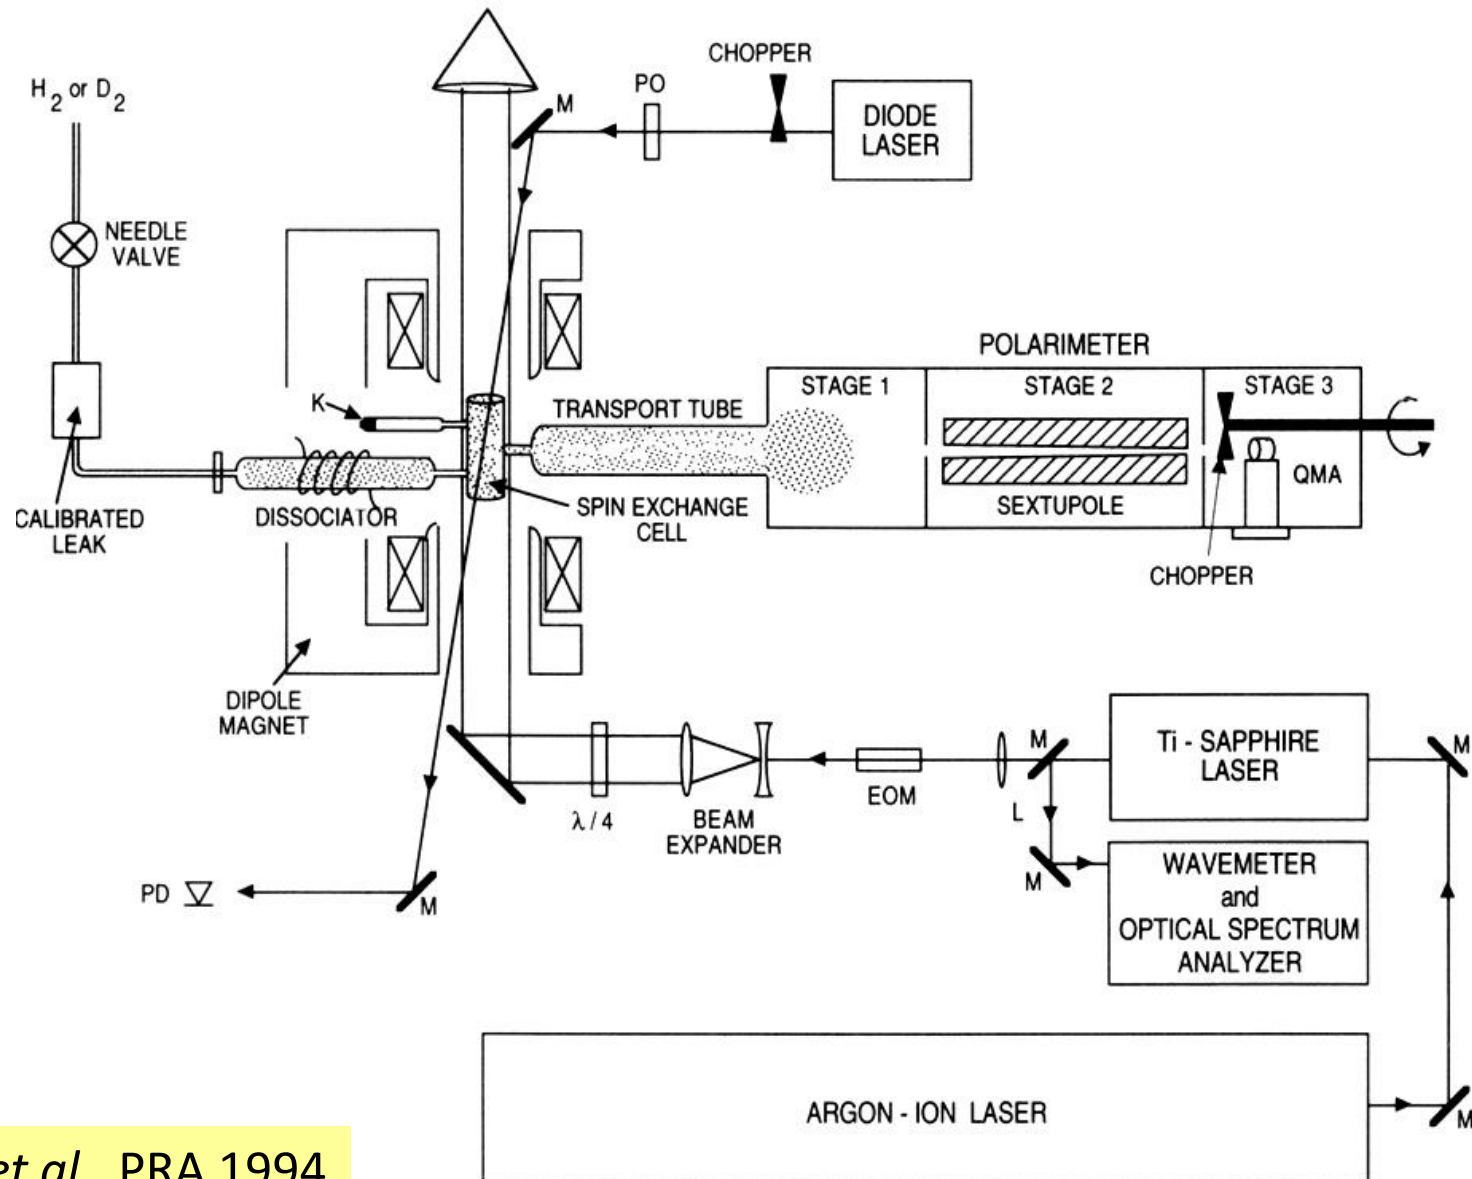 H2 or D2
NEEDLE
VALVE
CALIBRATED
LEAK
K
DISSOCIATOR
DIPOLE
MAGNET
M
PO
CHOPPER
DIODE
LASER
TRANSPORT TUBE
SPIN EXCHANGE
CELL
POLARIMETER
STAGE 1
STAGE 2
STAGE 3
SEXTUPOLE
QMA
CHOPPER
λ/4
BEAM
EXPANDER
EOM
L
M
Ti - SAPPHIRE
LASER
M
M
WAVEMETER
and
OPTICAL SPECTRUM
ANALYZER
PD
M
ARGON - ION LASER
M
et al., PRA 1994